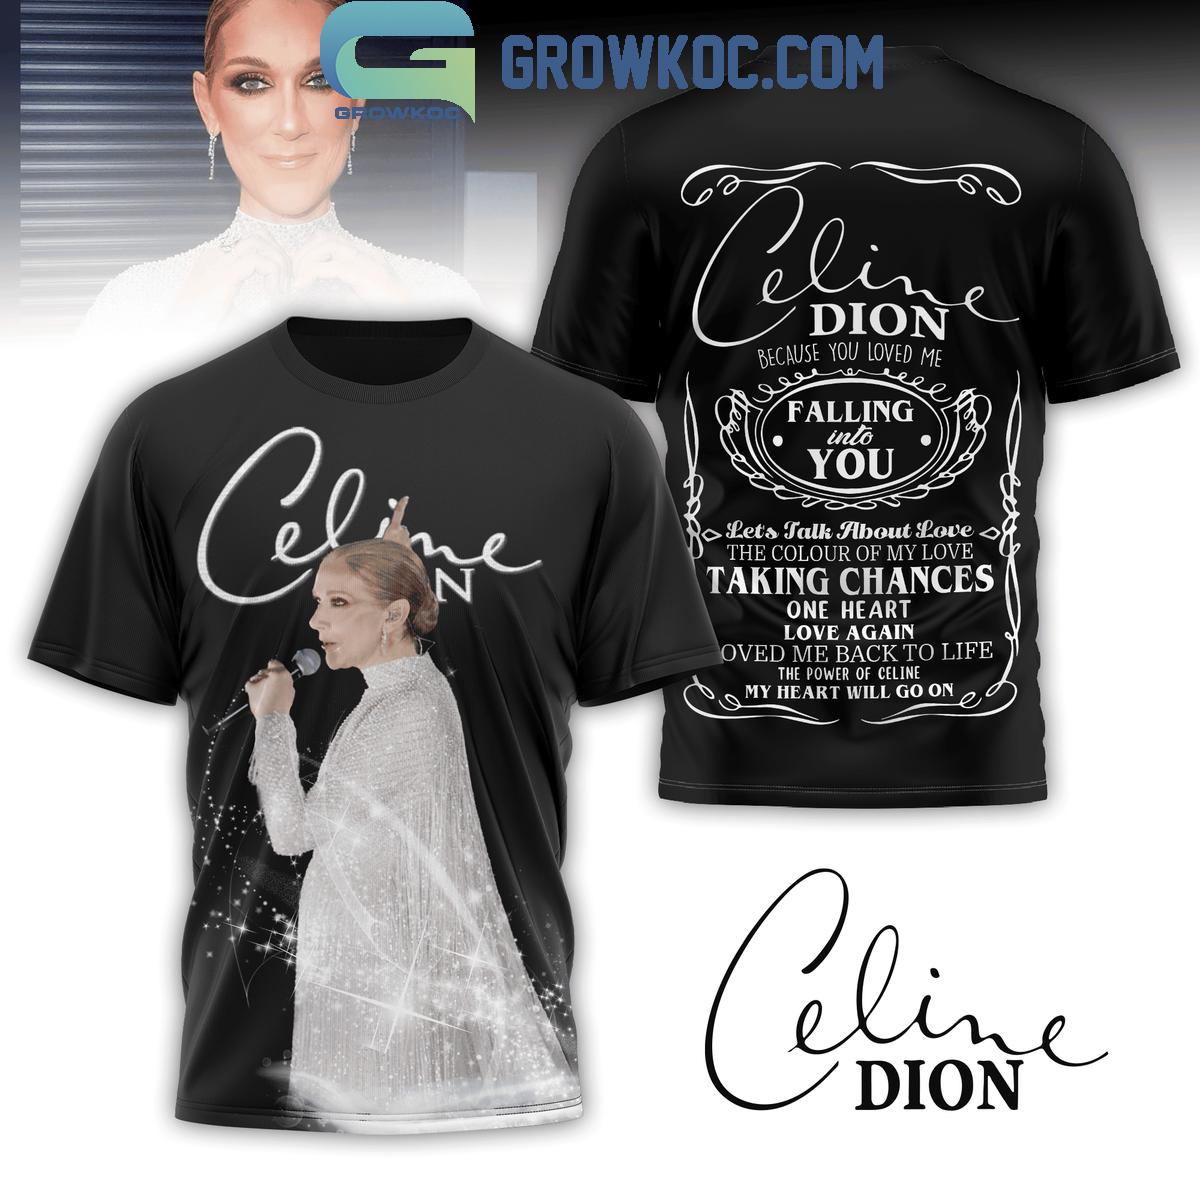 GROWKOC
GROWKOC.COM
Celine
DION
BECAUSE YOU LOVED ME
FALLING
into
YOU
Let's Talk About Love
THE COLOUR OF MY LOVE
TAKING CHANCES
ONE HEART
LOVE AGAIN
OVED ME BACK TO LIFE
THE POWER OF CELINE
MY HEART WILL GO ON
Celine
N
Celine
DION